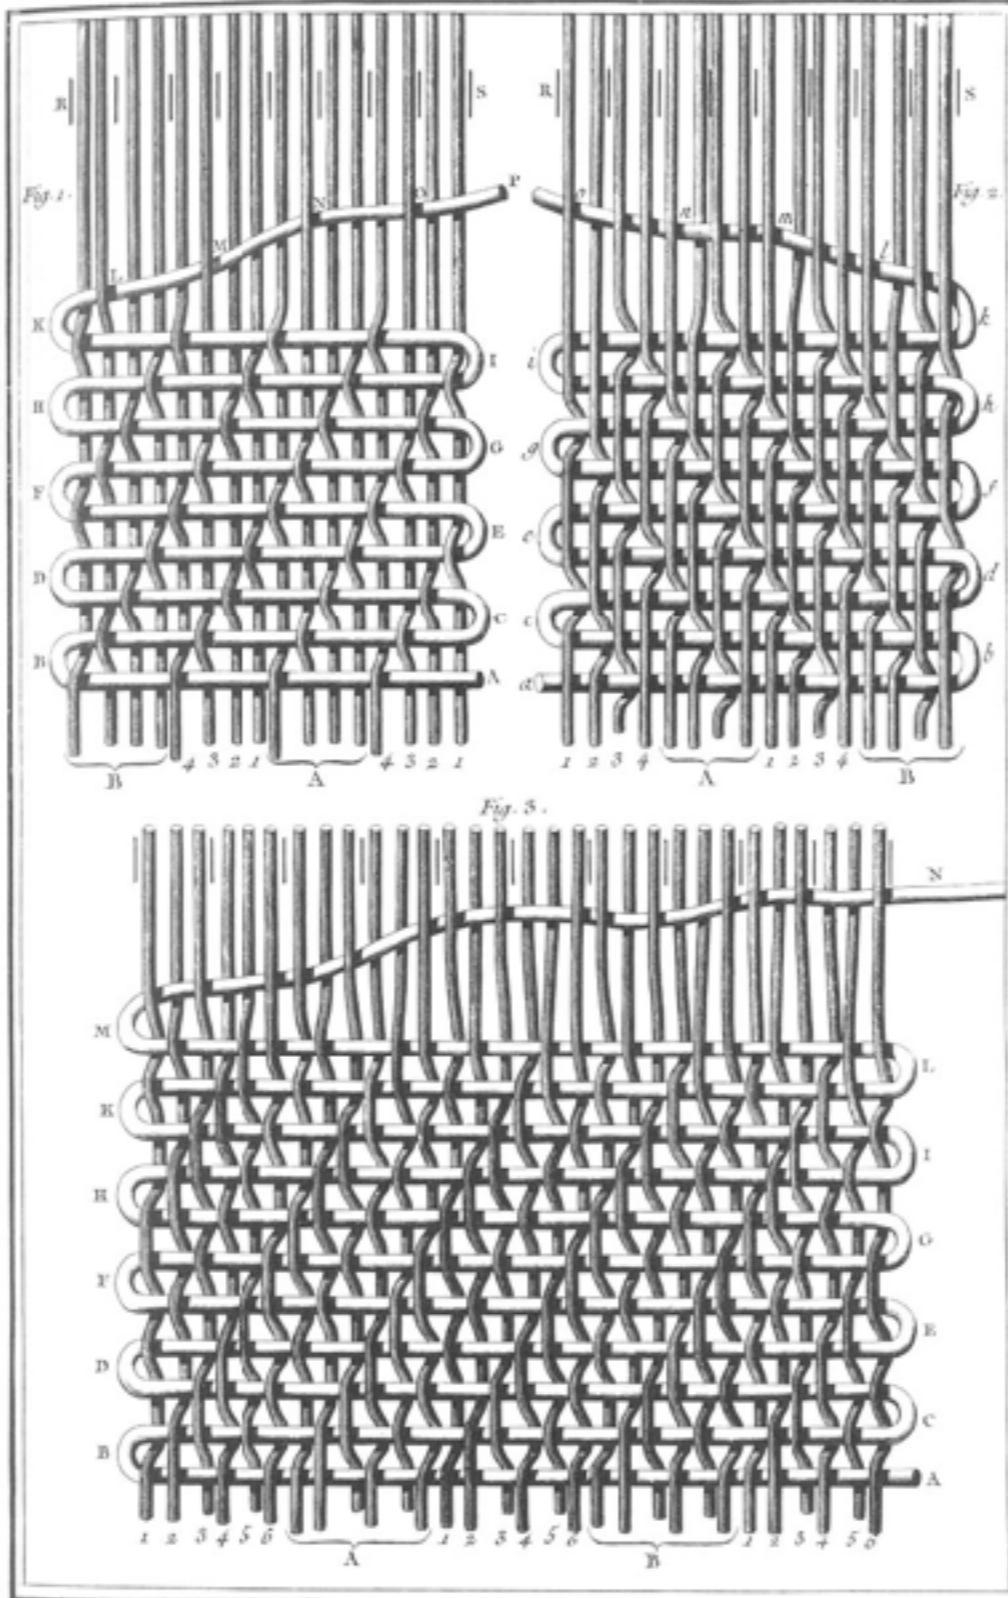 R S R S
Fig. 1. P o n m l Fig. 2.
L M N O
K I i k
H G g h
F E e f
D C c d
B A a b
4 3 2 1 4 3 2 1 1 2 3 4 1 2 3 4
B A A B
Fig. 3.
N
M L
K I
H G
F E
D C
B A
1 2 3 4 5 6 1 2 3 4 5 6 1 2 3 4 5 6
A B